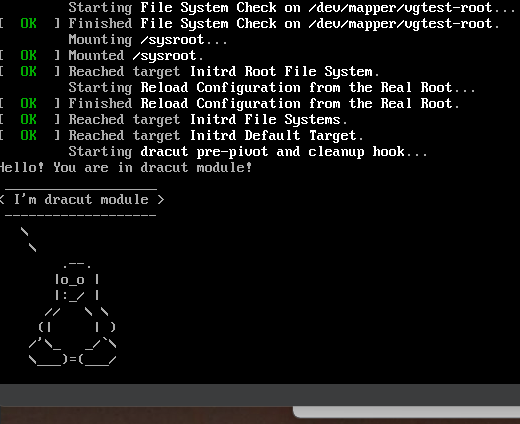 Starting File System Check on /dev/mapper/vgtest-root...
[  OK  ] Finished File System Check on /dev/mapper/vgtest-root.
Mounting /sysroot...
[  OK  ] Mounted /sysroot.
[  OK  ] Reached target Initrd Root File System.
Starting Reload Configuration from the Real Root...
[  OK  ] Finished Reload Configuration from the Real Root.
[  OK  ] Reached target Initrd File Systems.
[  OK  ] Reached target Initrd Default Target.
Starting dracut pre-pivot and cleanup hook...
Hello! You are in dracut module!
< I'm dracut module >